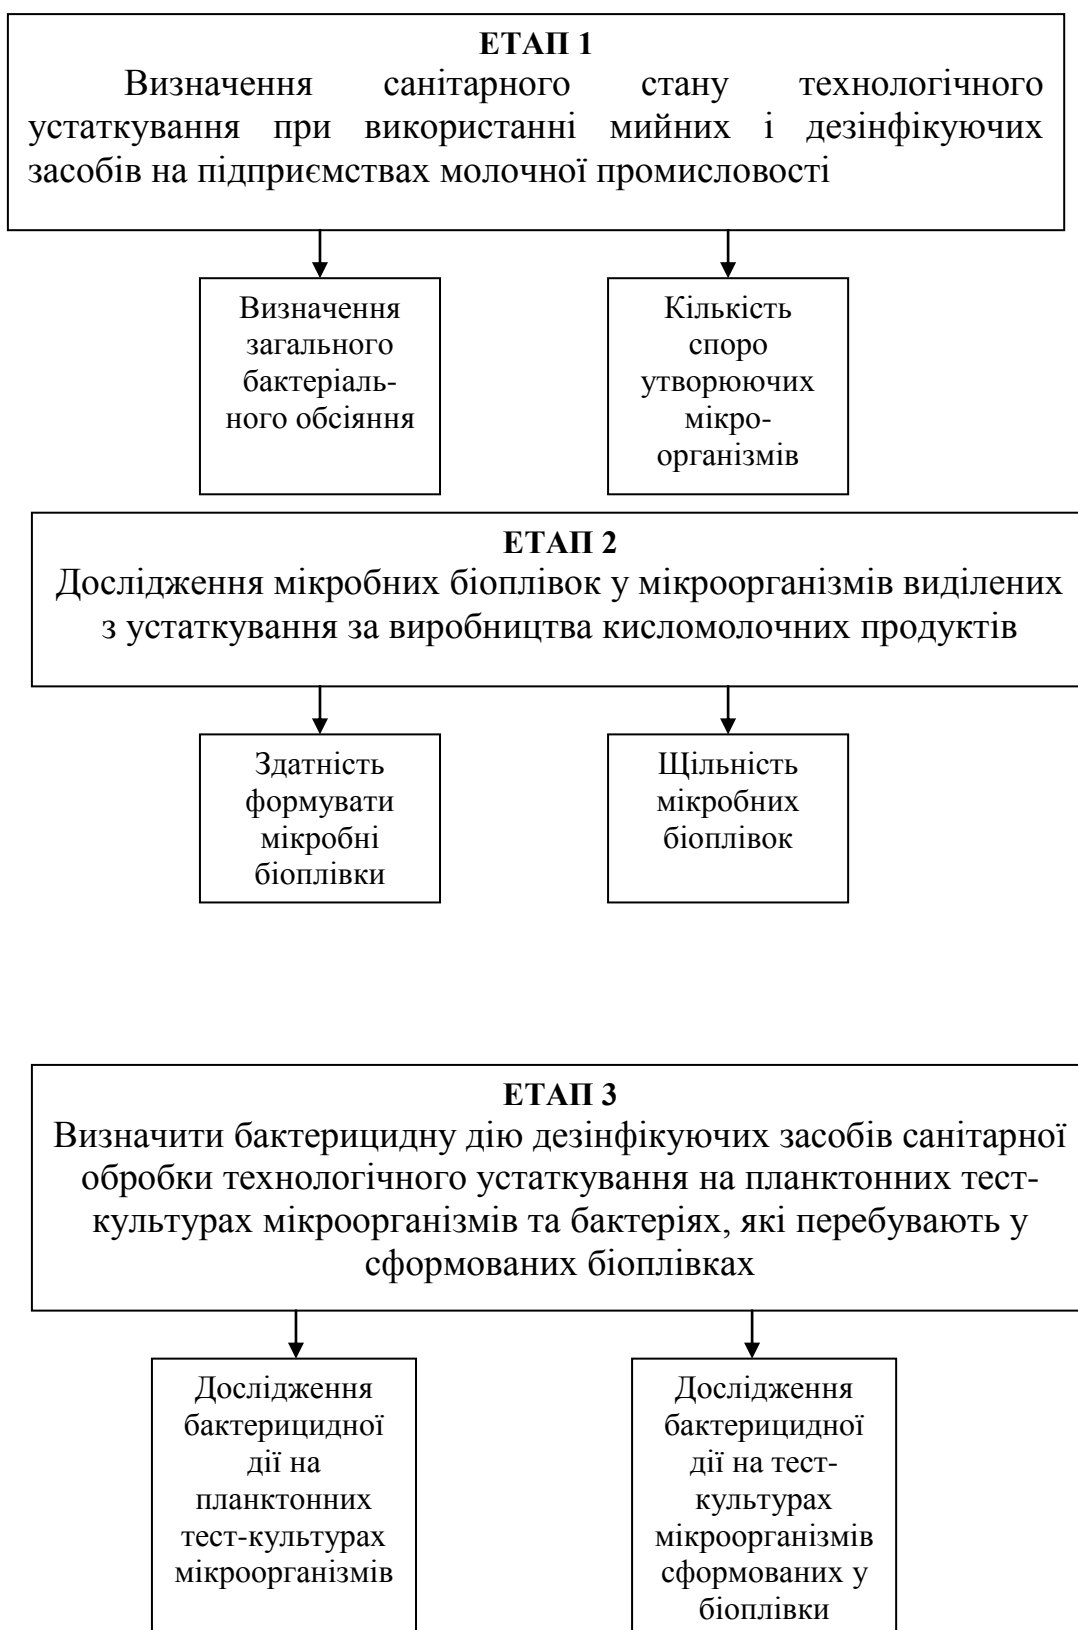 ЕТАП 1
Визначення санітарного стану технологічного
устаткування при використанні мийних і дезінфікуючих
засобів на підприємствах молочної промисловості
Визначення
загального
бактеріаль-
ного обсіяння
Кількість
споро
утворюючих
мікро-
організмів
ЕТАП 2
Дослідження мікробних біоплівок у мікроорганізмів виділених
з устаткування за виробництва кисломолочних продуктів
Здатність
формувати
мікробні
біоплівки
Щільність
мікробних
біоплівок
ЕТАП 3
Визначити бактерицидну дію дезінфікуючих засобів санітарної
обробки технологічного устаткування на планктонних тест-
культурах мікроорганізмів та бактеріях, які перебувають у
сформованих біоплівках
Дослідження
бактерицидної
дії на
планктонних
тест-культурах
мікроорганізмів
Дослідження
бактерицидної
дії на тест-
культурах
мікроорганізмів
сформованих у
біоплівки